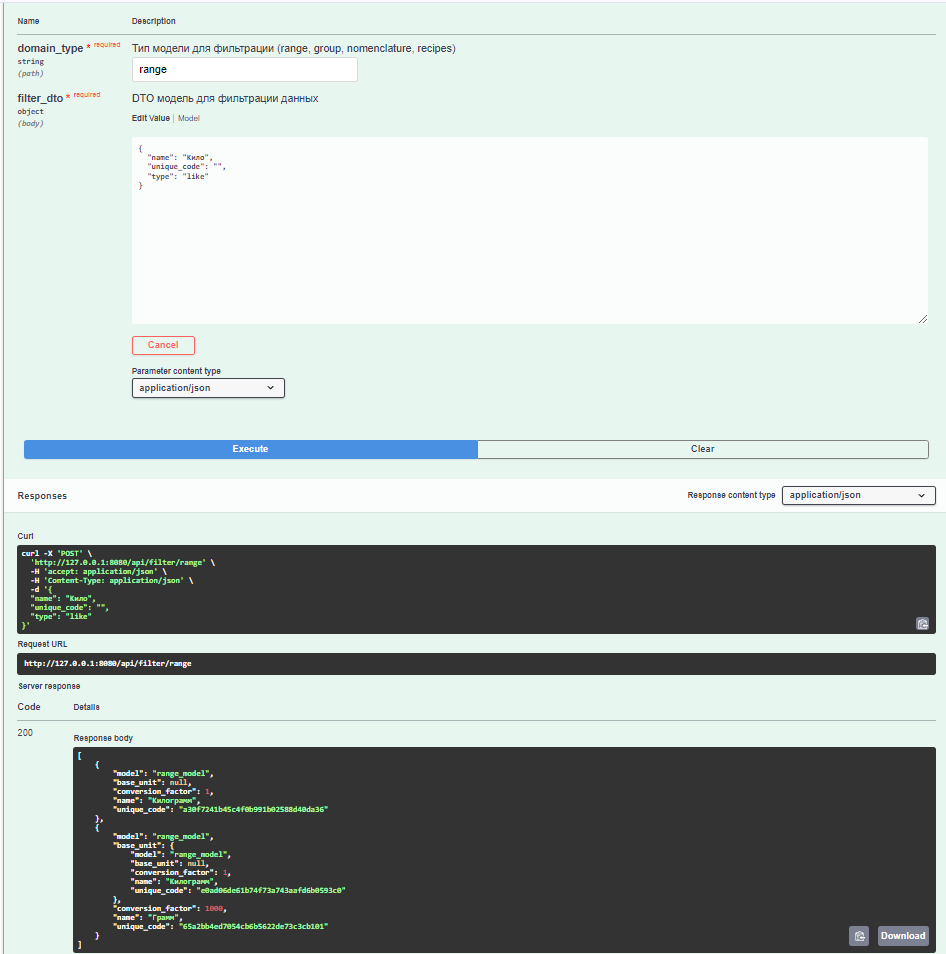 Name Description
domain_type * required Тип модели для фильтрации (range, group, nomenclature, recipes)
string
(path)
range
filter_dto * required DTO модель для фильтрации данных
object
(body)
Edit Value | Model
{
"name": "Кило",
"unique_code": "",
"type": "like"
}
Cancel
Parameter content type
application/json
Execute Clear
Responses Response content type application/json
Curl
curl -X 'POST' \
'http://127.0.0.1:8080/api/filter/range' \
-H 'accept: application/json' \
-H 'Content-Type: application/json' \
-d '{
"name": "Кило",
"unique_code": "",
"type": "like"
}'
Request URL
http://127.0.0.1:8080/api/filter/range
Server response
Code Details
200
Response body
[
{
"model": "range_model",
"base_unit": null,
"conversion_factor": 1,
"name": "Килограмм",
"unique_code": "a30f7241b45c4f0b991b02588d40da36"
},
{
"model": "range_model",
"base_unit": {
"model": "range_model",
"base_unit": null,
"conversion_factor": 1,
"name": "Килограмм",
"unique_code": "e0ad06de61b74f73a743aafd6b0593c0"
},
"conversion_factor": 1000,
"name": "Грамм",
"unique_code": "65a2bb4ed7054cb6b5622de73c3cb101"
}
]
Download